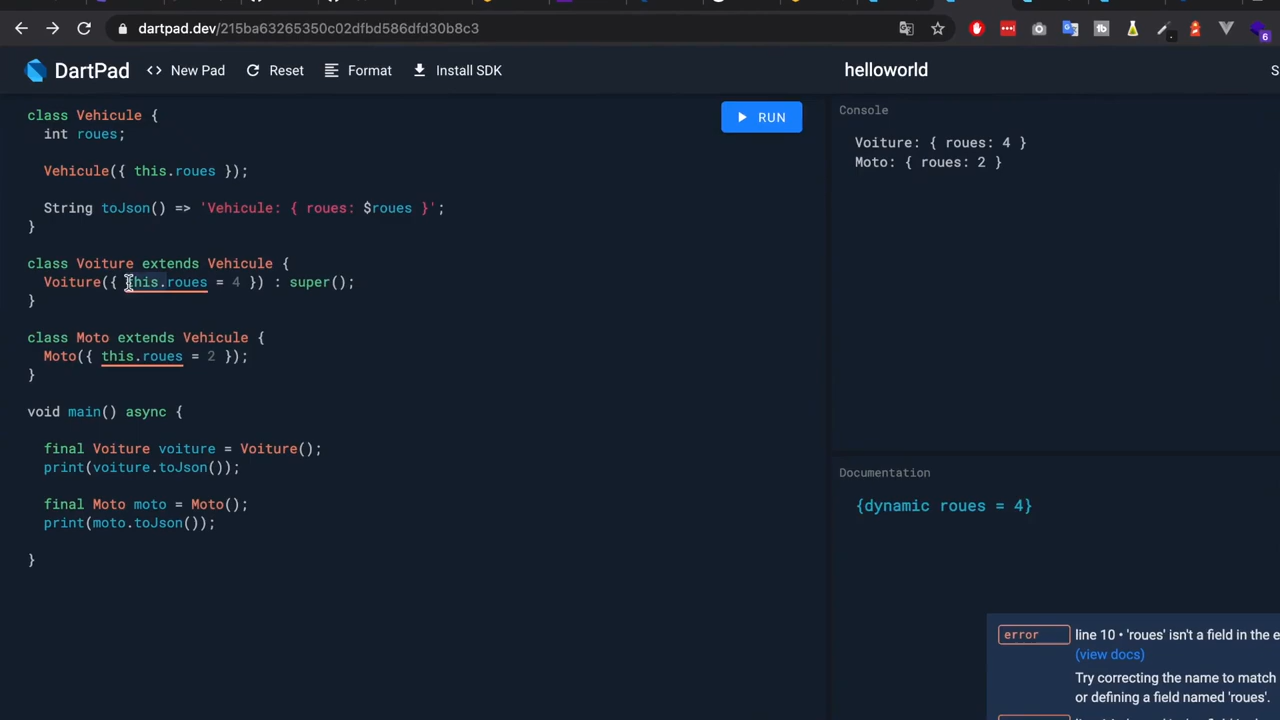 dartpad.dev/215ba63265350c02dfbd586dfd30b8c3
DartPad
<> New Pad
Reset
Format
Install SDK
helloworld
S
class Vehicule {
int roues;
Vehicule({ this.roues });
String toJson() => 'Vehicule: { roues: $roues }';
}
class Voiture extends Vehicule {
Voiture({ this.roues = 4 }) : super();
}
class Moto extends Vehicule {
Moto({ this.roues = 2 });
}
void main() async {
final Voiture voiture = Voiture();
print(voiture.toJson());
final Moto moto = Moto();
print(moto.toJson());
}
RUN
Console
Voiture: { roues: 4 }
Moto: { roues: 2 }
Documentation
{dynamic roues = 4}
error
line 10 • 'roues' isn't a field in the e
(view docs)
Try correcting the name to match
or defining a field named 'roues'.
tb
6